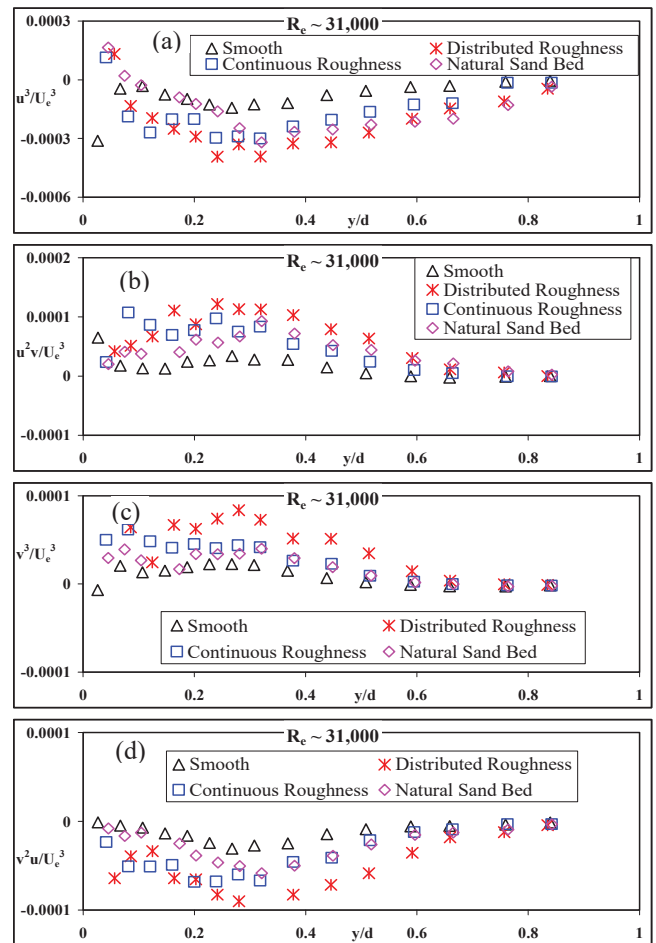 0.0003
Re ~ 31,000
(a)
Smooth
Distributed Roughness
Continuous Roughness
Natural Sand Bed
0
u³/Ue³
-0.0003
-0.0006
0 0.2 0.4 0.6 0.8 1
y/d
0.0002
Re ~ 31,000
(b)
Smooth
Distributed Roughness
Continuous Roughness
Natural Sand Bed
0.0001
u²v/Ue³
0
-0.0001
0 0.2 0.4 0.6 0.8 1
y/d
0.0001
Re ~ 31,000
(c)
v³/Ue³
0
Smooth
Distributed Roughness
Continuous Roughness
Natural Sand Bed
-0.0001
0 0.2 0.4 0.6 0.8 1
y/d
0.0001
Re ~ 31,000
(d)
Smooth
Distributed Roughness
Continuous Roughness
Natural Sand Bed
0
v²u/Ue³
-0.0001
0 0.2 0.4 0.6 0.8 1
y/d